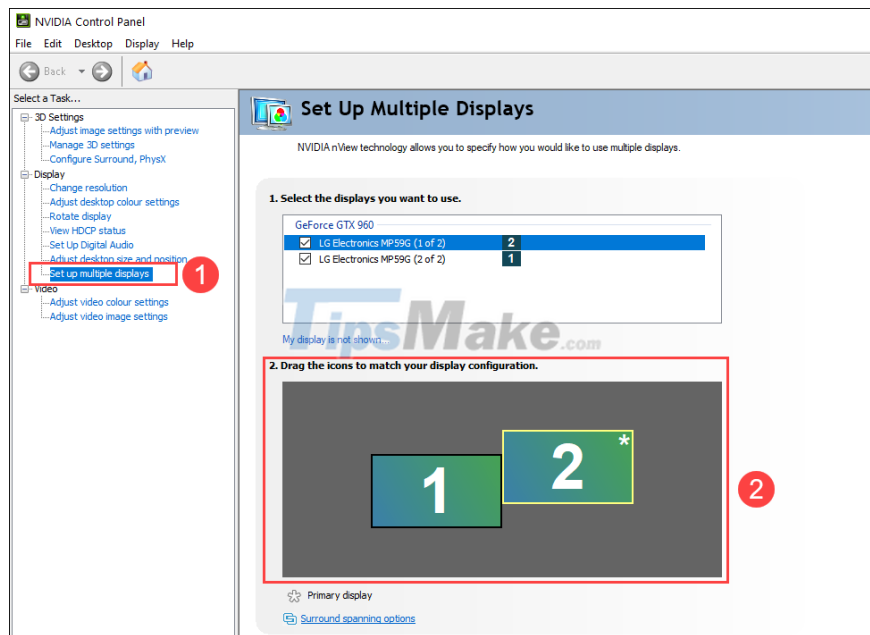 NVIDIA Control Panel
File Edit Desktop Display Help
Back
Select a Task...
3D Settings
Adjust image settings with preview
Manage 3D settings
Configure Surround, PhysX
Display
Change resolution
Adjust desktop colour settings
Rotate display
View HDCP status
Set Up Digital Audio
Adjust desktop size and position
Set up multiple displays
1
Video
Adjust video colour settings
Adjust video image settings
Set Up Multiple Displays
NVIDIA nView technology allows you to specify how you would like to use multiple displays.
1. Select the displays you want to use.
GeForce GTX 960
LG Electronics MP59G (1 of 2) 2
LG Electronics MP59G (2 of 2) 1
TipsMake.com
My display is not shown...
2. Drag the icons to match your display configuration.
1
2 *
2
Primary display
Surround spanning options